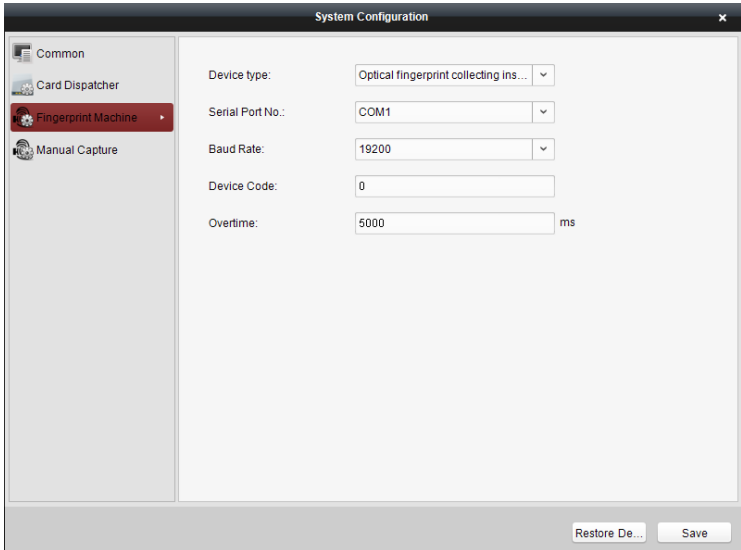 System Configuration
Common
Card Dispatcher
Fingerprint Machine
Manual Capture
Device type: Optical fingerprint collecting ins...
Serial Port No.: COM1
Baud Rate: 19200
Device Code: 0
Overtime: 5000 ms
Restore De... Save